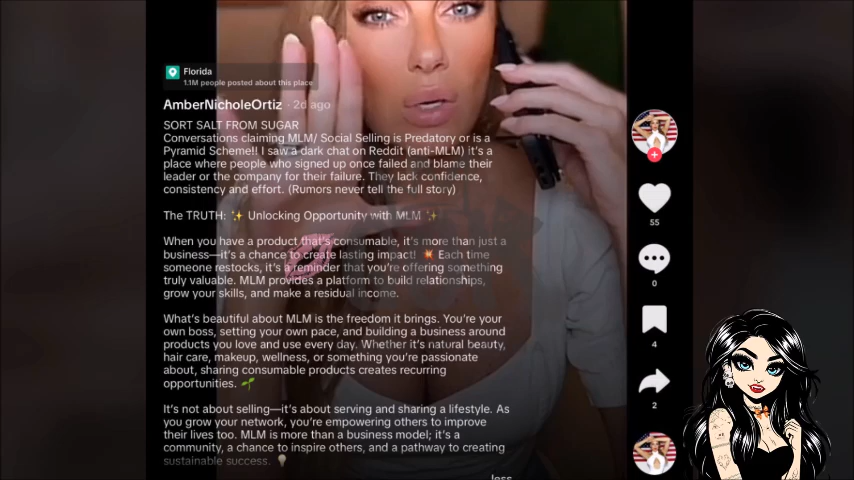 Florida
1.1M people posted about this place
AmberNicholeOrtiz · 2d ago
SORT SALT FROM SUGAR
Conversations claiming MLM/ Social Selling is Predatory or is a
Pyramid Scheme!! I saw a dark chat on Reddit (anti-MLM) it's a
place where people who signed up once failed and blame their
leader or the company for their failure. They lack confidence,
consistency and effort. (Rumors never tell the full story)
The TRUTH: ✨ Unlocking Opportunity with MLM ✨
When you have a product that's consumable, it's more than just a
business—it's a chance to create lasting impact! 💥 Each time
someone restocks, it's a reminder that you're offering something
truly valuable. MLM provides a platform to build relationships,
grow your skills, and make a residual income.
What's beautiful about MLM is the freedom it brings. You're your
own boss, setting your own pace, and building a business around
products you love and use every day. Whether it's natural beauty,
hair care, makeup, wellness, or something you're passionate
about, sharing consumable products creates recurring
opportunities. 🌱
It's not about selling—it's about serving and sharing a lifestyle. As
you grow your network, you're empowering others to improve
their lives too. MLM is more than a business model; it's a
community, a chance to inspire others, and a pathway to creating
sustainable success. 💡
less
55
0
4
2